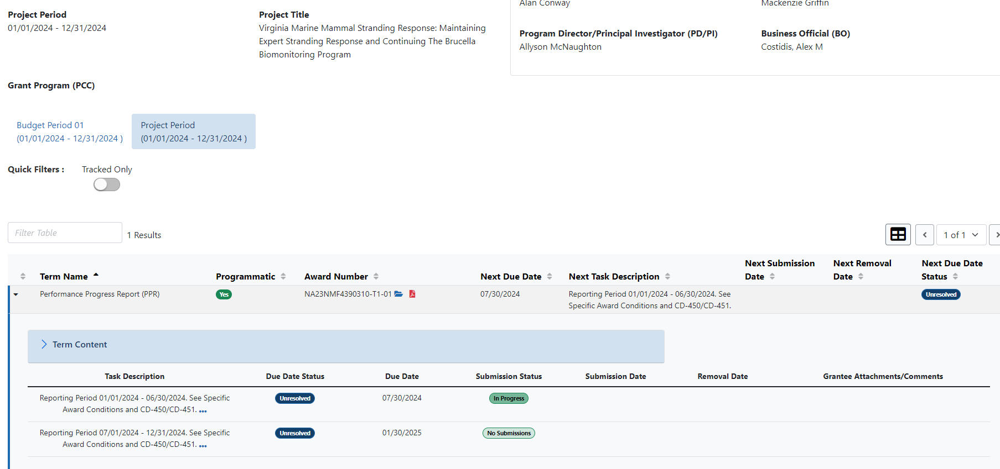 Alan Conway
Mackenzie Griffin
Project Period
01/01/2024 - 12/31/2024
Project Title
Virginia Marine Mammal Stranding Response: Maintaining
Expert Stranding Response and Continuing The Brucella
Biomonitoring Program
Program Director/Principal Investigator (PD/PI)
Allyson McNaughton
Business Official (BO)
Costidis, Alex M
Grant Program (PCC)
Budget Period 01
(01/01/2024 - 12/31/2024 )
Project Period
(01/01/2024 - 12/31/2024 )
Quick Filters :
Tracked Only
Filter Table
1 Results
1 of 1
Term Name
Programmatic
Award Number
Next Due Date
Next Task Description
Next Submission
Date
Next Removal
Date
Next Due Date
Status
Performance Progress Report (PPR)
Yes
NA23NMF4390310-T1-01
07/30/2024
Reporting Period 01/01/2024 - 06/30/2024. See
Specific Award Conditions and CD-450/CD-451.
Unresolved
Term Content
Task Description
Due Date Status
Due Date
Submission Status
Submission Date
Removal Date
Grantee Attachments/Comments
Reporting Period 01/01/2024 - 06/30/2024. See Specific
Award Conditions and CD-450/CD-451. ...
Unresolved
07/30/2024
In Progress
Reporting Period 07/01/2024 - 12/31/2024. See Specific
Award Conditions and CD-450/CD-451. ...
Unresolved
01/30/2025
No Submissions